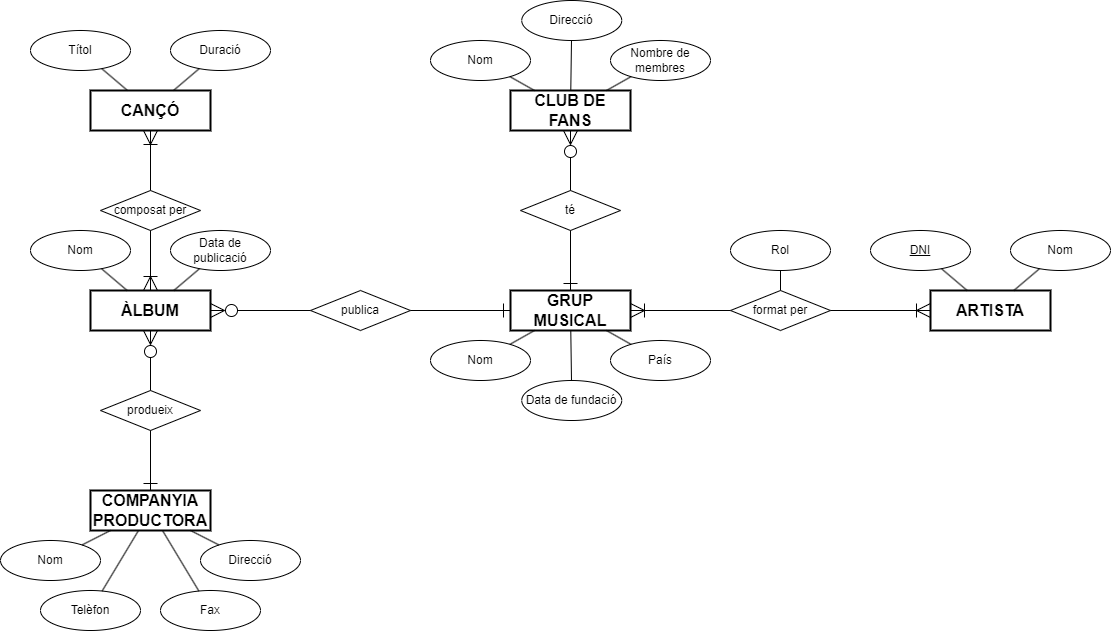 Direcció
Títol
Duració
Nom
Nombre de
membres
CANÇÓ
CLUB DE
FANS
composat per
té
Nom
Data de
publicació
Rol
DNI
Nom
ÀLBUM
publica
GRUP
MUSICAL
format per
ARTISTA
Nom
País
Data de fundació
produeix
COMPANYIA
PRODUCTORA
Nom
Direcció
Telèfon
Fax